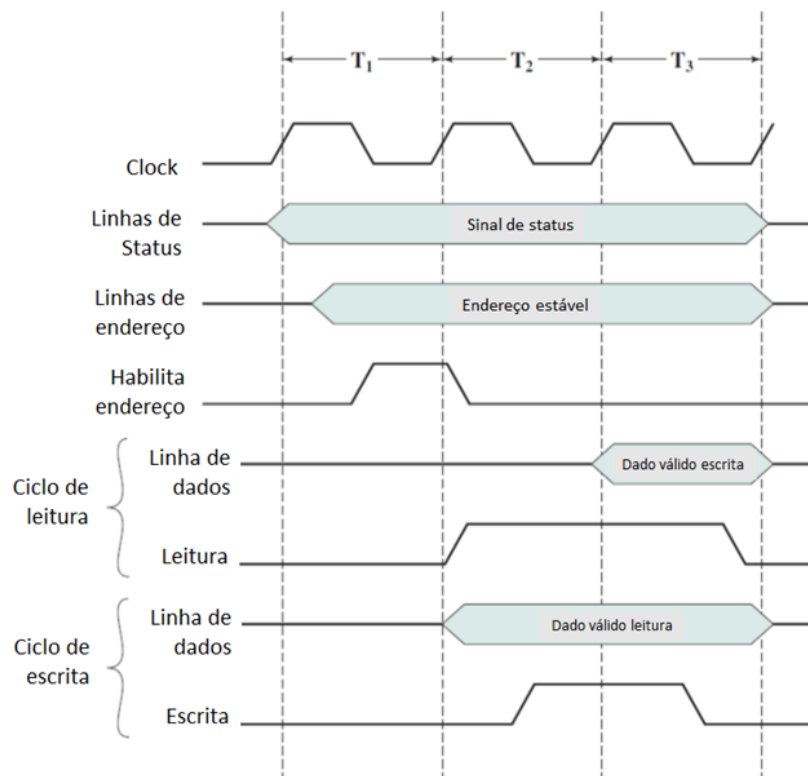 T₁ T₂ T₃
Clock
Linhas de
Status
Sinal de status
Linhas de
endereço
Endereço estável
Habilita
endereço
Ciclo de
leitura
Linha de
dados
Dado válido escrita
Leitura
Ciclo de
escrita
Linha de
dados
Dado válido leitura
Escrita